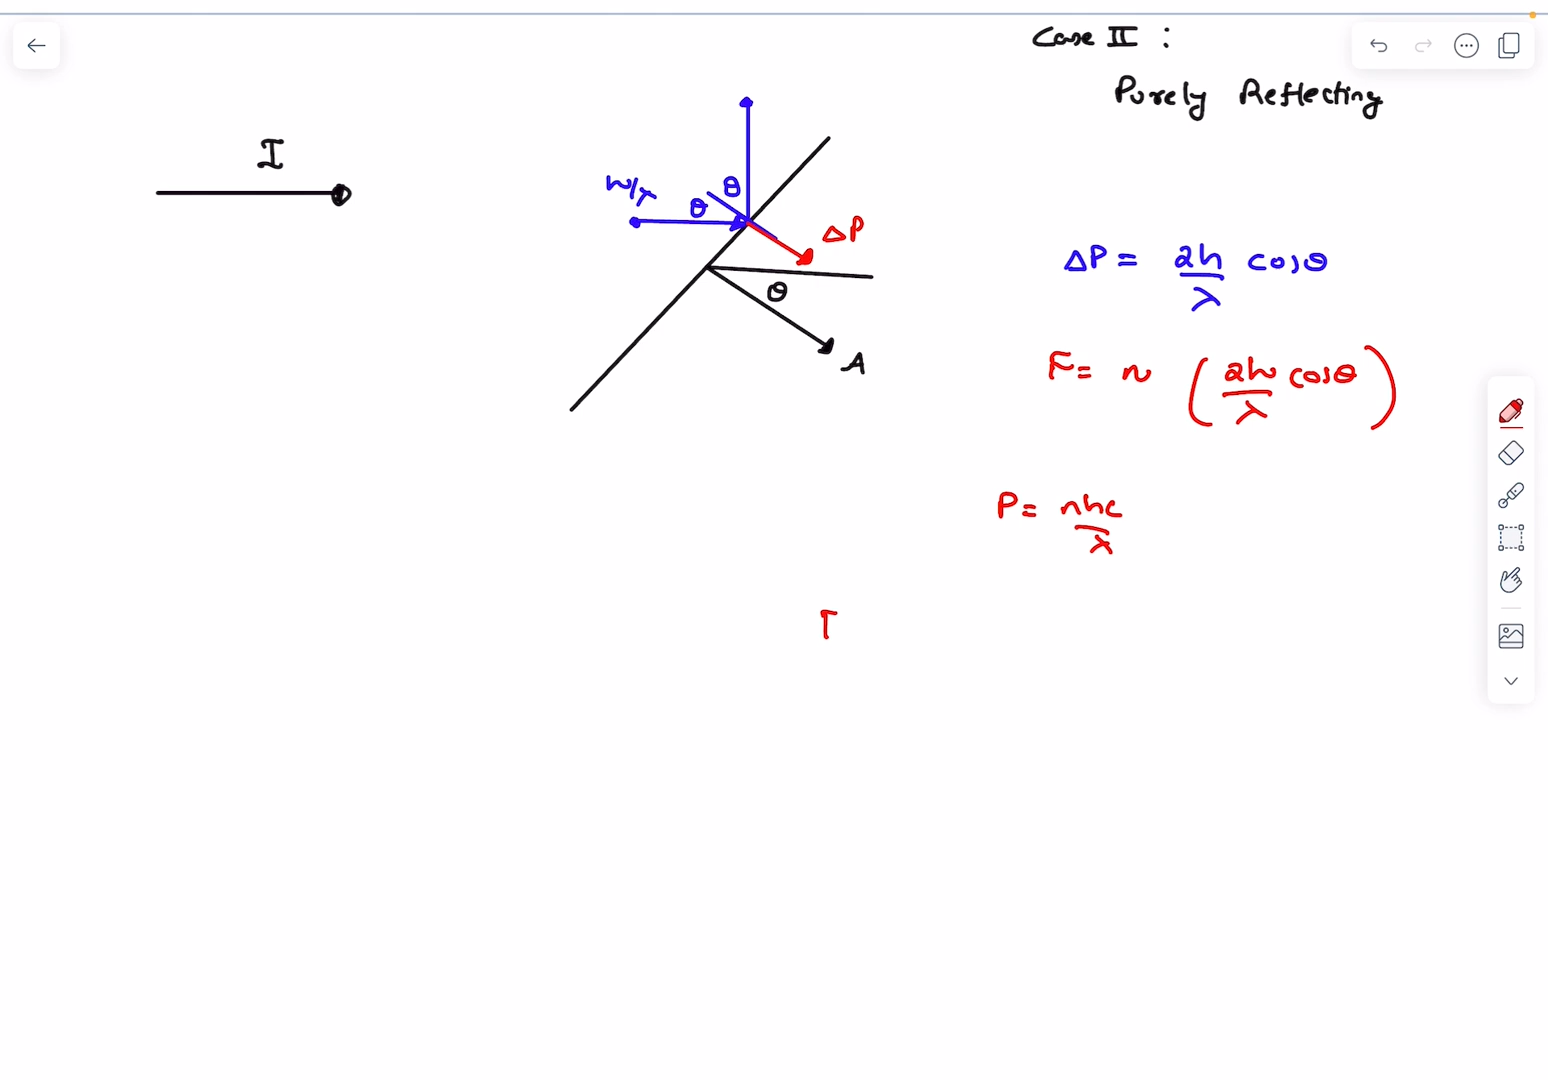 Case II :
Purely Reflecting
I
h/λ
θ
θ
ΔP
θ
A
ΔP = 2h/λ cosθ
F = n (2h/λ cosθ)
P = nhc/λ